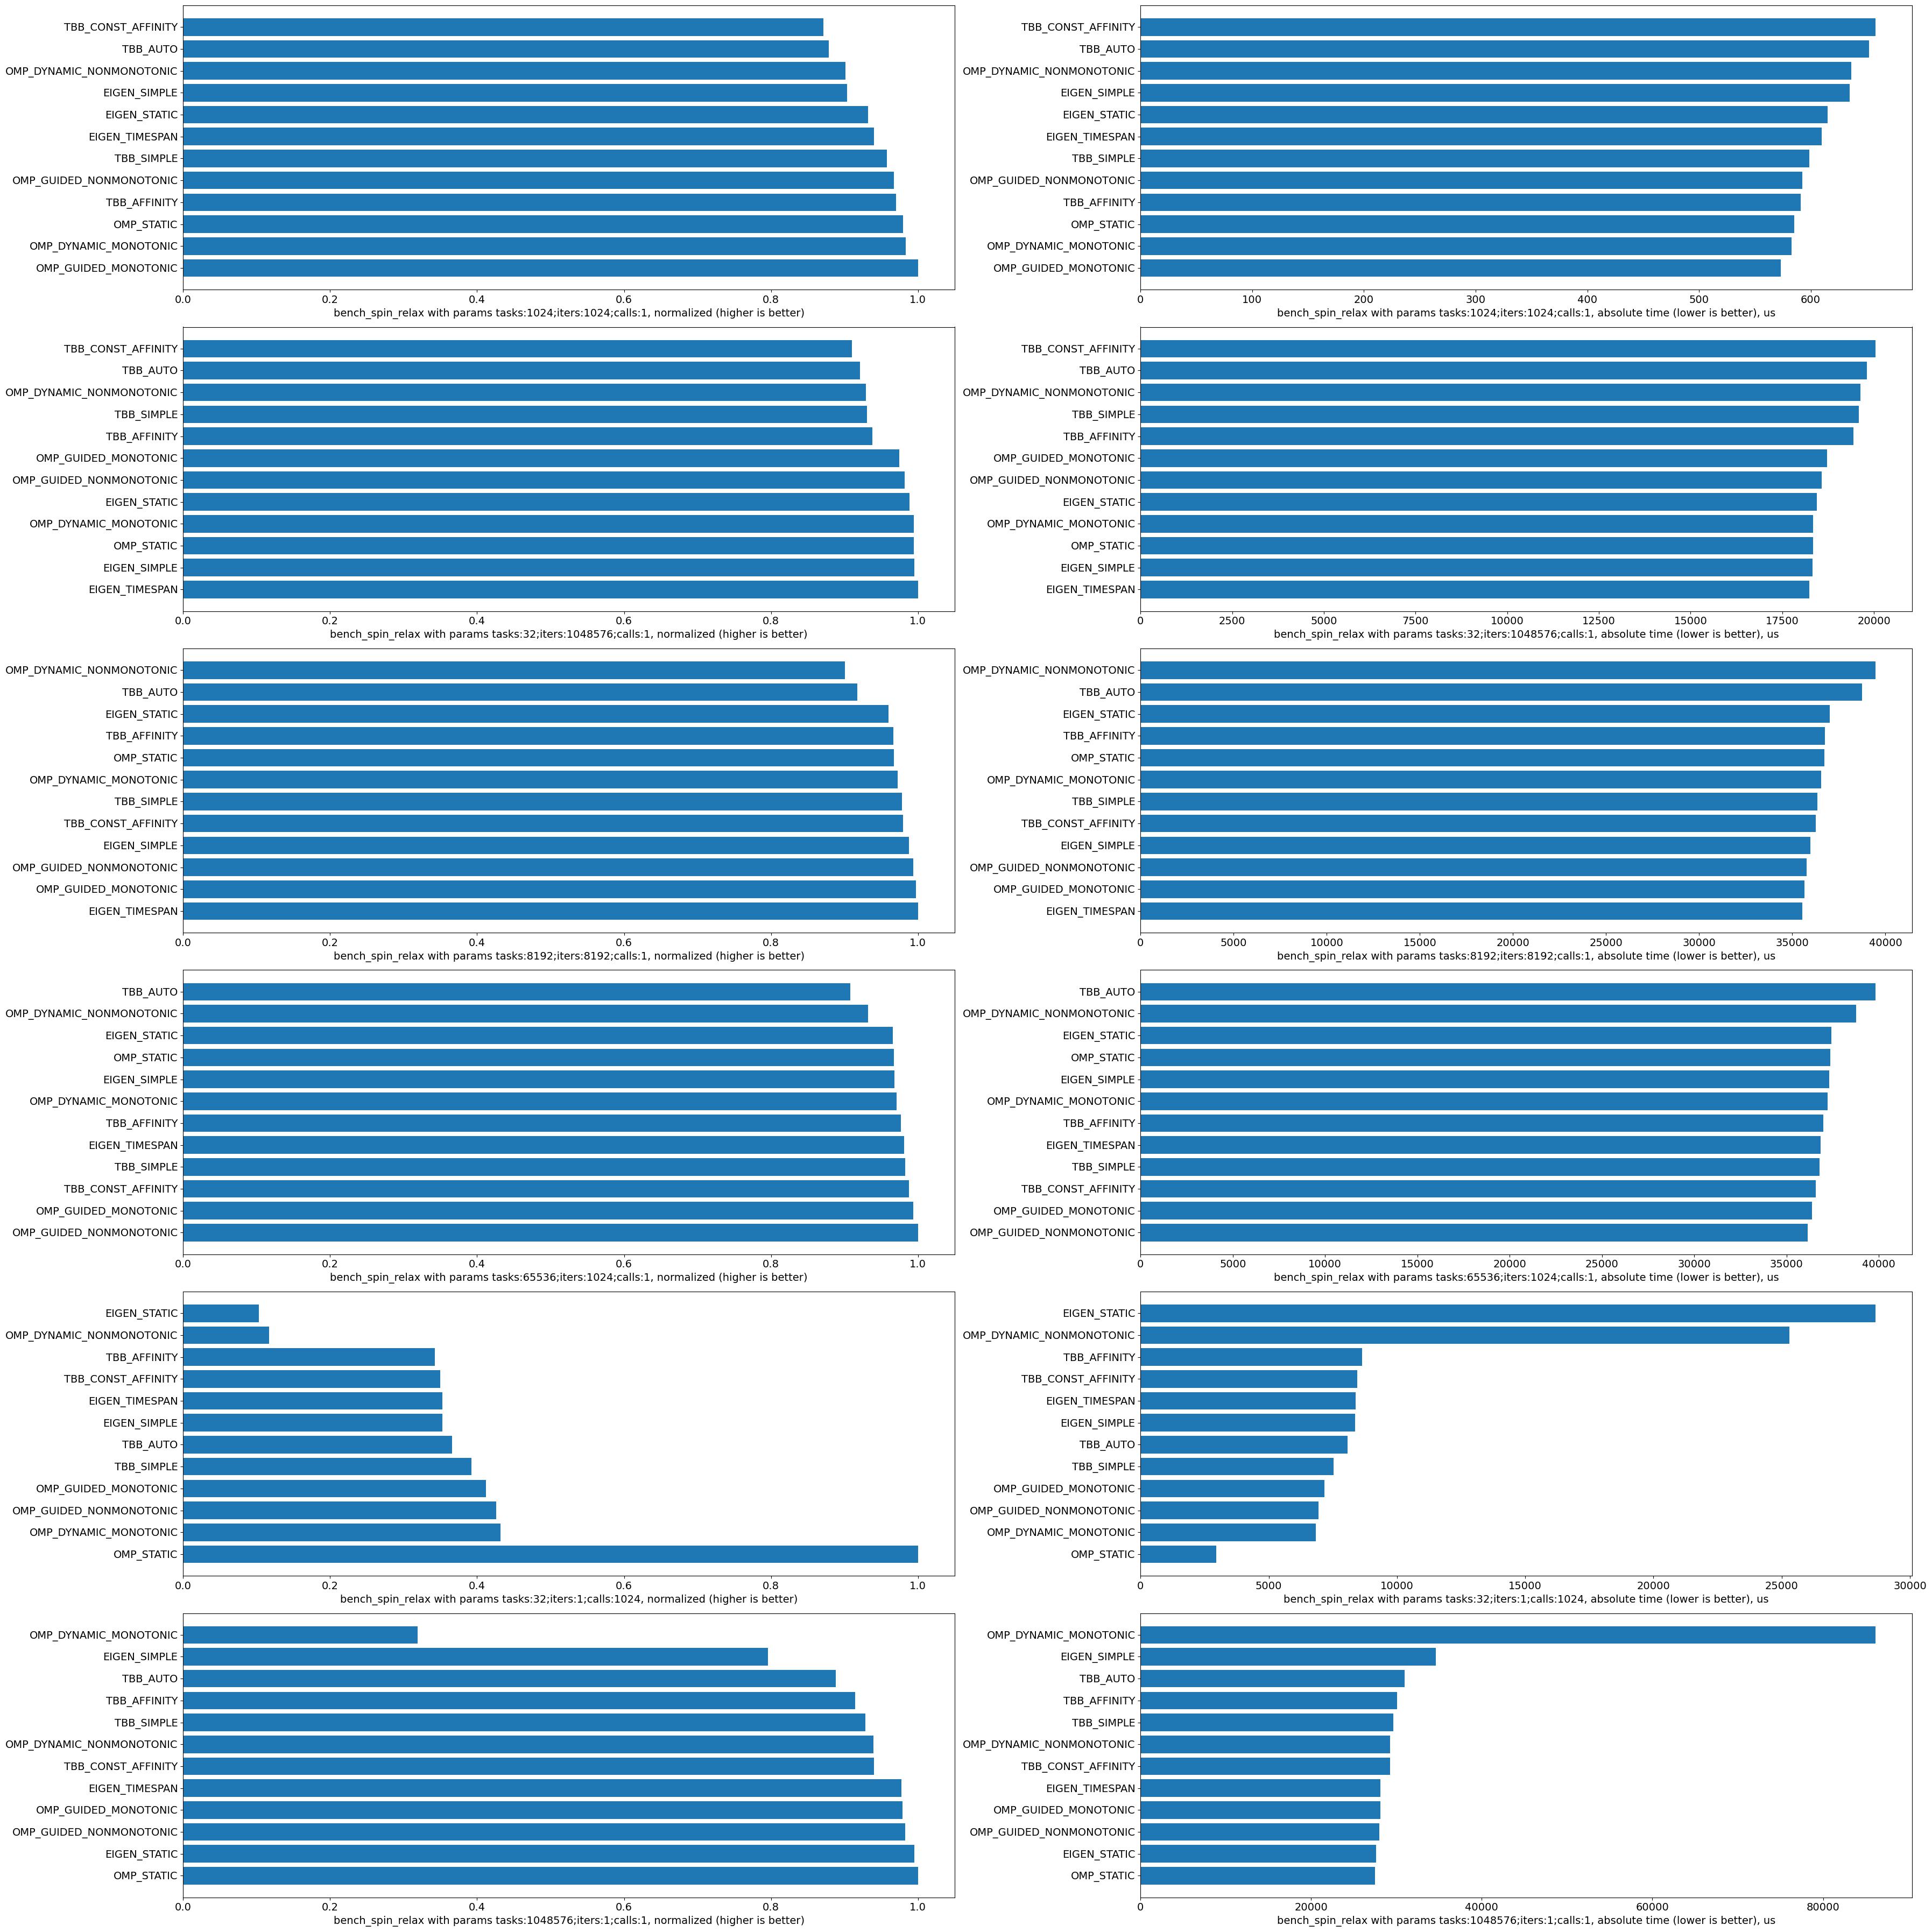 TBB_CONST_AFFINITY
TBB_AUTO
OMP_DYNAMIC_NONMONOTONIC
EIGEN_SIMPLE
EIGEN_STATIC
EIGEN_TIMESPAN
TBB_SIMPLE
OMP_GUIDED_NONMONOTONIC
TBB_AFFINITY
OMP_STATIC
OMP_DYNAMIC_MONOTONIC
OMP_GUIDED_MONOTONIC
0.0 0.2 0.4 0.6 0.8 1.0
bench_spin_relax with params tasks:1024;iters:1024;calls:1, normalized (higher is better)
TBB_CONST_AFFINITY
TBB_AUTO
OMP_DYNAMIC_NONMONOTONIC
EIGEN_SIMPLE
EIGEN_STATIC
EIGEN_TIMESPAN
TBB_SIMPLE
OMP_GUIDED_NONMONOTONIC
TBB_AFFINITY
OMP_STATIC
OMP_DYNAMIC_MONOTONIC
OMP_GUIDED_MONOTONIC
0 100 200 300 400 500 600
bench_spin_relax with params tasks:1024;iters:1024;calls:1, absolute time (lower is better), us
TBB_CONST_AFFINITY
TBB_AUTO
OMP_DYNAMIC_NONMONOTONIC
TBB_SIMPLE
TBB_AFFINITY
OMP_GUIDED_MONOTONIC
OMP_GUIDED_NONMONOTONIC
EIGEN_STATIC
OMP_DYNAMIC_MONOTONIC
OMP_STATIC
EIGEN_SIMPLE
EIGEN_TIMESPAN
0.0 0.2 0.4 0.6 0.8 1.0
bench_spin_relax with params tasks:32;iters:1048576;calls:1, normalized (higher is better)
TBB_CONST_AFFINITY
TBB_AUTO
OMP_DYNAMIC_NONMONOTONIC
TBB_SIMPLE
TBB_AFFINITY
OMP_GUIDED_MONOTONIC
OMP_GUIDED_NONMONOTONIC
EIGEN_STATIC
OMP_DYNAMIC_MONOTONIC
OMP_STATIC
EIGEN_SIMPLE
EIGEN_TIMESPAN
0 2500 5000 7500 10000 12500 15000 17500 20000
bench_spin_relax with params tasks:32;iters:1048576;calls:1, absolute time (lower is better), us
OMP_DYNAMIC_NONMONOTONIC
TBB_AUTO
EIGEN_STATIC
TBB_AFFINITY
OMP_STATIC
OMP_DYNAMIC_MONOTONIC
TBB_SIMPLE
TBB_CONST_AFFINITY
EIGEN_SIMPLE
OMP_GUIDED_NONMONOTONIC
OMP_GUIDED_MONOTONIC
EIGEN_TIMESPAN
0.0 0.2 0.4 0.6 0.8 1.0
bench_spin_relax with params tasks:8192;iters:8192;calls:1, normalized (higher is better)
OMP_DYNAMIC_NONMONOTONIC
TBB_AUTO
EIGEN_STATIC
TBB_AFFINITY
OMP_STATIC
OMP_DYNAMIC_MONOTONIC
TBB_SIMPLE
TBB_CONST_AFFINITY
EIGEN_SIMPLE
OMP_GUIDED_NONMONOTONIC
OMP_GUIDED_MONOTONIC
EIGEN_TIMESPAN
0 5000 10000 15000 20000 25000 30000 35000 40000
bench_spin_relax with params tasks:8192;iters:8192;calls:1, absolute time (lower is better), us
TBB_AUTO
OMP_DYNAMIC_NONMONOTONIC
EIGEN_STATIC
OMP_STATIC
EIGEN_SIMPLE
OMP_DYNAMIC_MONOTONIC
TBB_AFFINITY
EIGEN_TIMESPAN
TBB_SIMPLE
TBB_CONST_AFFINITY
OMP_GUIDED_MONOTONIC
OMP_GUIDED_NONMONOTONIC
0.0 0.2 0.4 0.6 0.8 1.0
bench_spin_relax with params tasks:65536;iters:1024;calls:1, normalized (higher is better)
TBB_AUTO
OMP_DYNAMIC_NONMONOTONIC
EIGEN_STATIC
OMP_STATIC
EIGEN_SIMPLE
OMP_DYNAMIC_MONOTONIC
TBB_AFFINITY
EIGEN_TIMESPAN
TBB_SIMPLE
TBB_CONST_AFFINITY
OMP_GUIDED_MONOTONIC
OMP_GUIDED_NONMONOTONIC
0 5000 10000 15000 20000 25000 30000 35000 40000
bench_spin_relax with params tasks:65536;iters:1024;calls:1, absolute time (lower is better), us
EIGEN_STATIC
OMP_DYNAMIC_NONMONOTONIC
TBB_AFFINITY
TBB_CONST_AFFINITY
EIGEN_TIMESPAN
EIGEN_SIMPLE
TBB_AUTO
TBB_SIMPLE
OMP_GUIDED_MONOTONIC
OMP_GUIDED_NONMONOTONIC
OMP_DYNAMIC_MONOTONIC
OMP_STATIC
0.0 0.2 0.4 0.6 0.8 1.0
bench_spin_relax with params tasks:32;iters:1;calls:1024, normalized (higher is better)
EIGEN_STATIC
OMP_DYNAMIC_NONMONOTONIC
TBB_AFFINITY
TBB_CONST_AFFINITY
EIGEN_TIMESPAN
EIGEN_SIMPLE
TBB_AUTO
TBB_SIMPLE
OMP_GUIDED_MONOTONIC
OMP_GUIDED_NONMONOTONIC
OMP_DYNAMIC_MONOTONIC
OMP_STATIC
0 5000 10000 15000 20000 25000 30000
bench_spin_relax with params tasks:32;iters:1;calls:1024, absolute time (lower is better), us
OMP_DYNAMIC_MONOTONIC
EIGEN_SIMPLE
TBB_AUTO
TBB_AFFINITY
TBB_SIMPLE
OMP_DYNAMIC_NONMONOTONIC
TBB_CONST_AFFINITY
EIGEN_TIMESPAN
OMP_GUIDED_MONOTONIC
OMP_GUIDED_NONMONOTONIC
EIGEN_STATIC
OMP_STATIC
0.0 0.2 0.4 0.6 0.8 1.0
bench_spin_relax with params tasks:1048576;iters:1;calls:1, normalized (higher is better)
OMP_DYNAMIC_MONOTONIC
EIGEN_SIMPLE
TBB_AUTO
TBB_AFFINITY
TBB_SIMPLE
OMP_DYNAMIC_NONMONOTONIC
TBB_CONST_AFFINITY
EIGEN_TIMESPAN
OMP_GUIDED_MONOTONIC
OMP_GUIDED_NONMONOTONIC
EIGEN_STATIC
OMP_STATIC
0 20000 40000 60000 80000
bench_spin_relax with params tasks:1048576;iters:1;calls:1, absolute time (lower is better), us